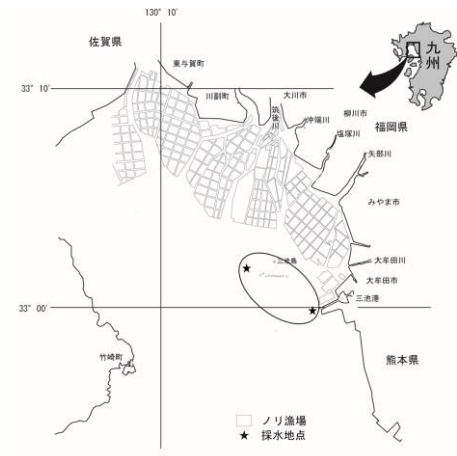 130° 10
佐賀県
九州
東与賀町
33° 10
川副町
大川市
筑後川
沖端川
柳川市
福岡県
塩塚川
矢部川
みやま市
三池島
大牟田川
大牟田市
三池港
33° 00
竹崎町
熊本県
ノリ漁場
採水地点